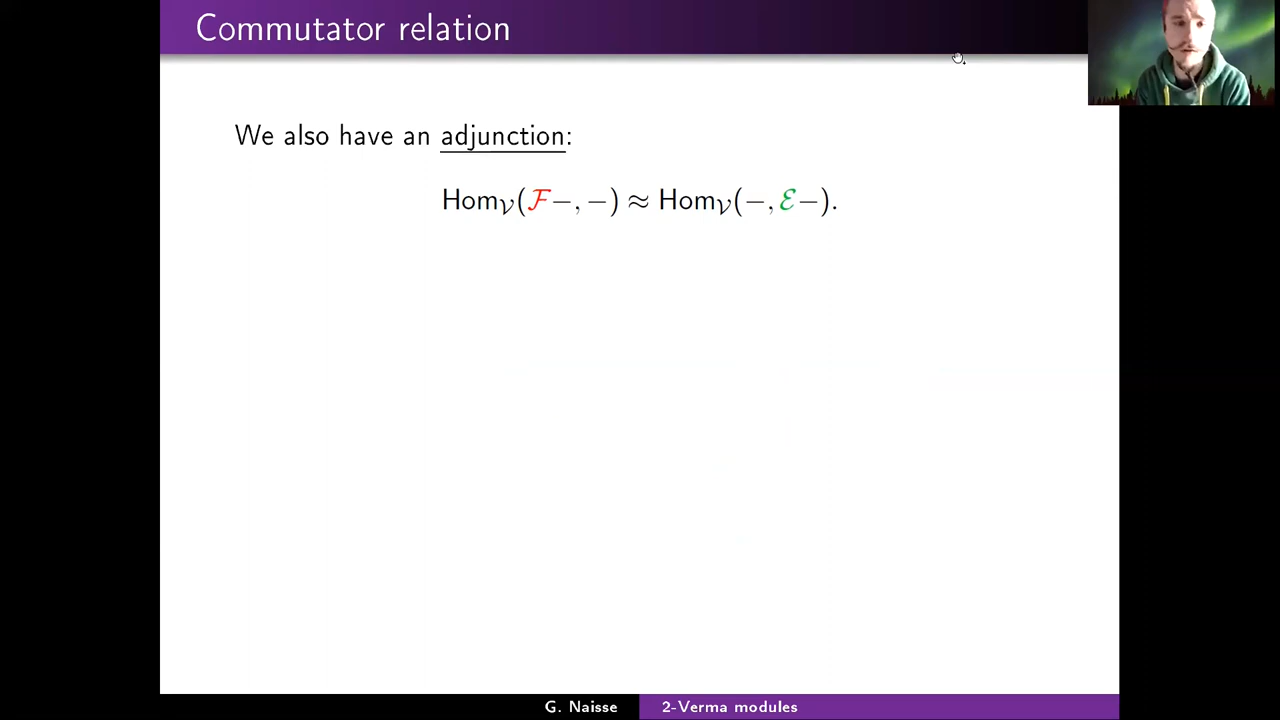 Commutator relation
We also have an adjunction:
Hom𝒱(ℱ−, −) ≈ Hom𝒱(−, ℰ−).
G. Naisse
2-Verma modules